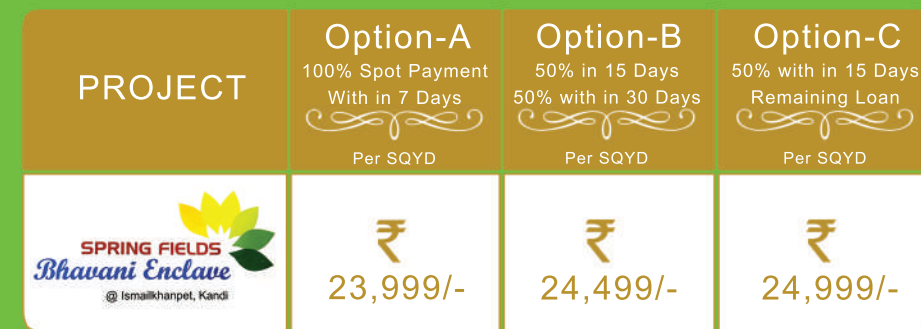 PROJECT
Option-A
100% Spot Payment
With in 7 Days
Per SQYD
Option-B
50% in 15 Days
50% with in 30 Days
Per SQYD
Option-C
50% with in 15 Days
Remaining Loan
Per SQYD
SPRING FIELDS
Bhavani Enclave
@ Ismailkhanpet, Kandi
₹
23,999/-
₹
24,499/-
₹
24,999/-